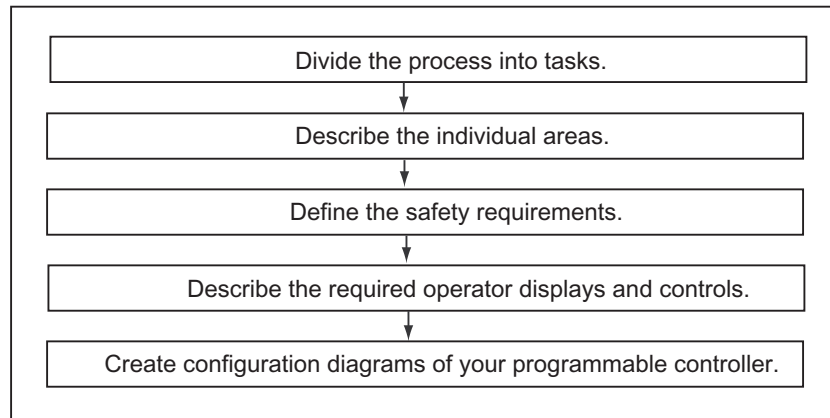 Divide the process into tasks.
Describe the individual areas.
Define the safety requirements.
Describe the required operator displays and controls.
Create configuration diagrams of your programmable controller.